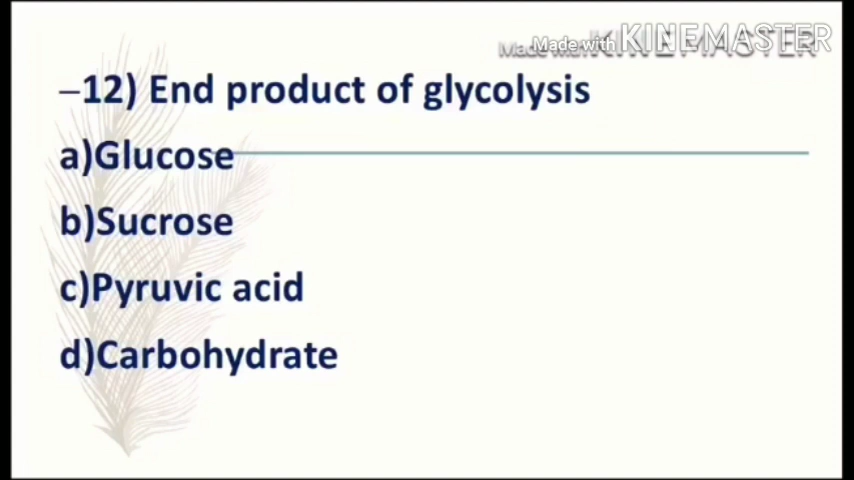 Made with KINEMASTER
–12) End product of glycolysis
a)Glucose
b)Sucrose
c)Pyruvic acid
d)Carbohydrate